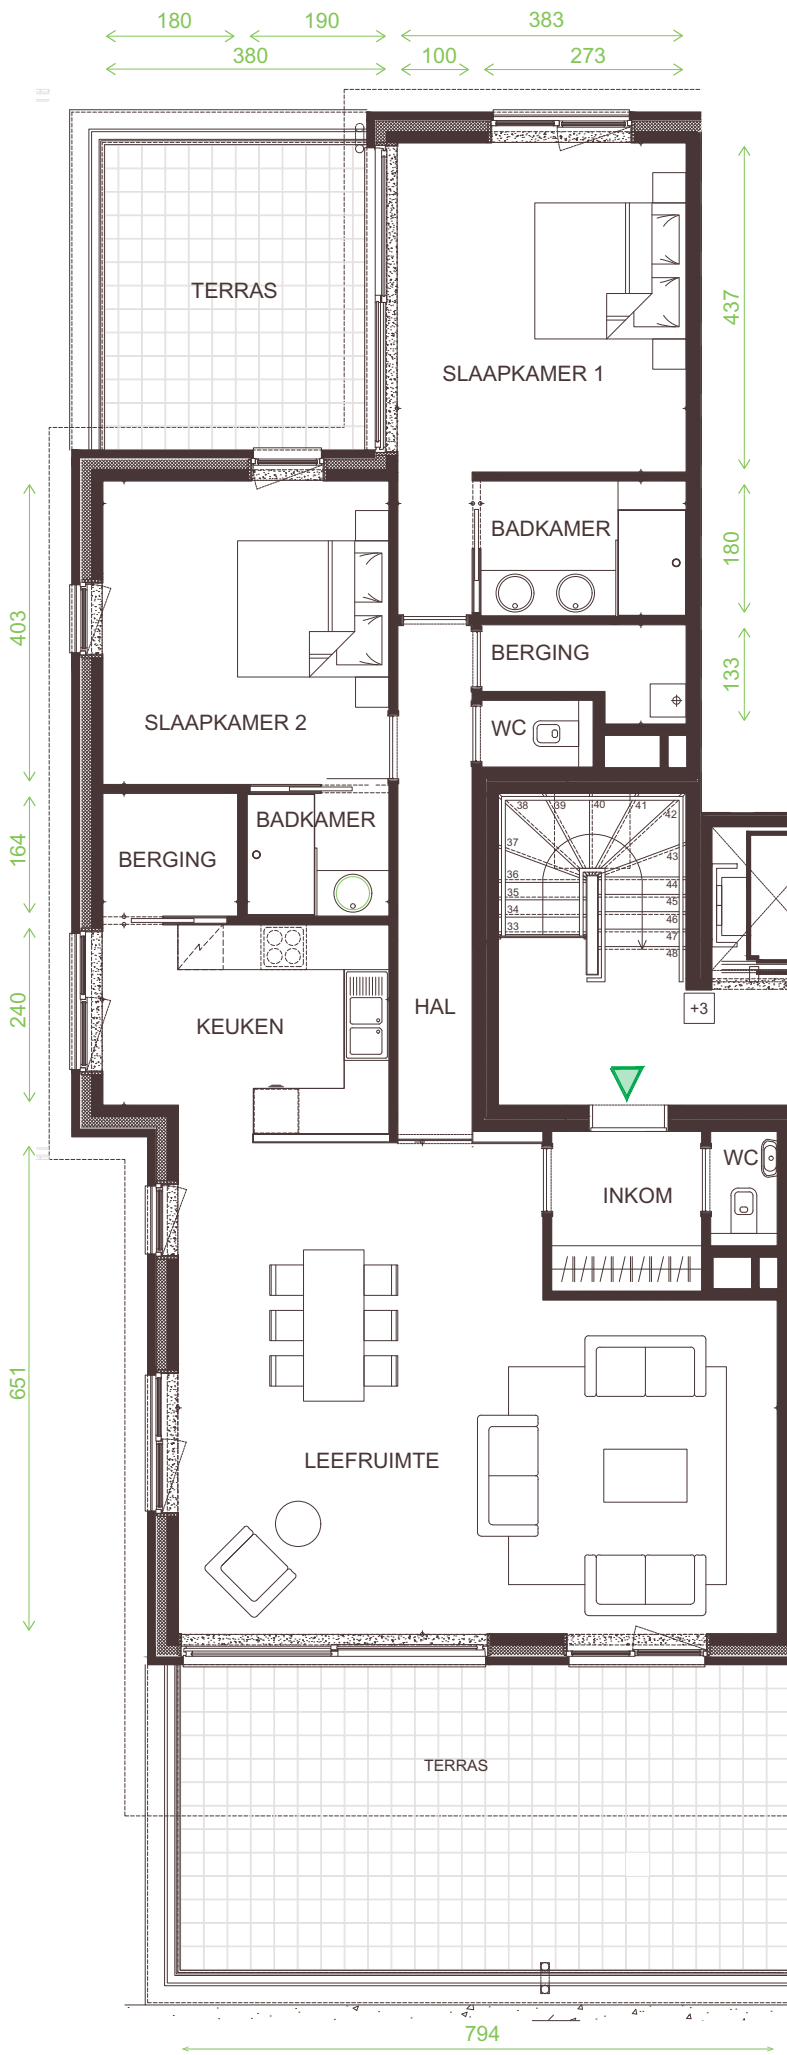 180
190
383
380
100
273
TERRAS
437
SLAAPKAMER 1
BADKAMER
180
403
BERGING
133
SLAAPKAMER 2
WC
38
39
40
41
42
BADKAMER
37
43
164
BERGING
36
44
35
45
34
46
33
47
48
240
KEUKEN
HAL
+3
WC
INKOM
651
LEEFRUIMTE
TERRAS
794